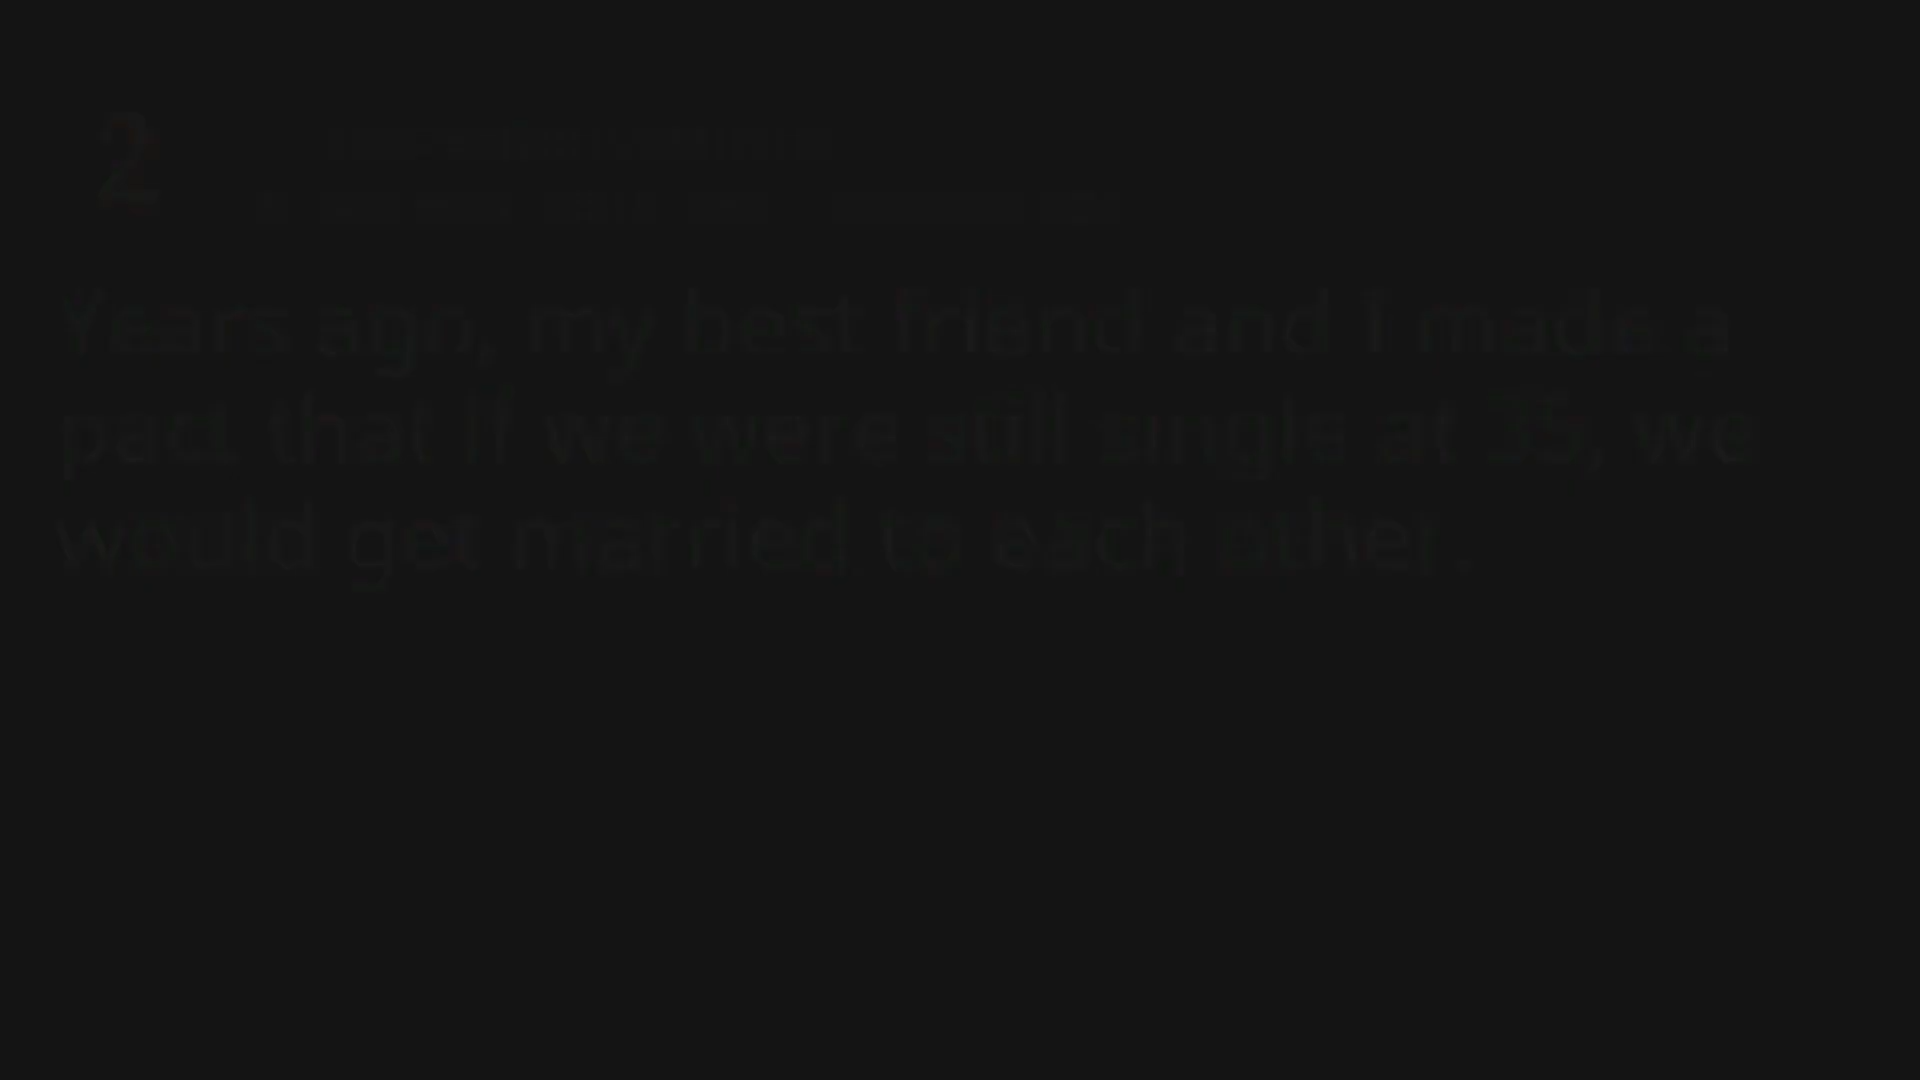 2
Years ago, my best friend and I made a
pact that if we were still single at 35, we
would get married to each other.